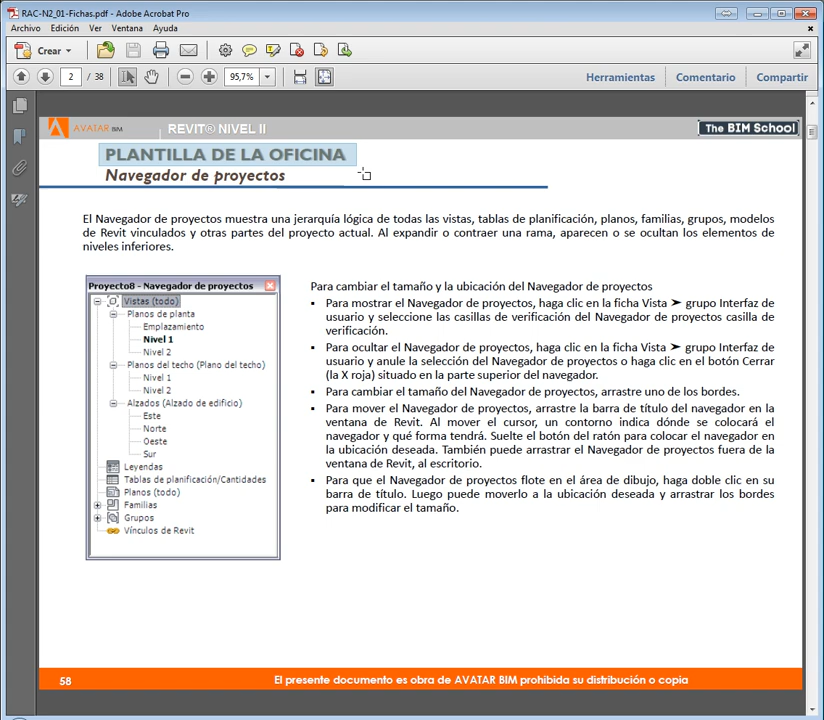 RAC-N2_01-Fichas.pdf - Adobe Acrobat Pro
Archivo Edición Ver Ventana Ayuda
Crear
2 / 38 95,7% Herramientas Comentario Compartir
AVATAR BIM REVIT® NIVEL II The BIM School
PLANTILLA DE LA OFICINA
Navegador de proyectos
El Navegador de proyectos muestra una jerarquía lógica de todas las vistas, tablas de planificación, planos, familias, grupos, modelos
de Revit vinculados y otras partes del proyecto actual. Al expandir o contraer una rama, aparecen o se ocultan los elementos de
niveles inferiores.
Proyecto8 - Navegador de proyectos
Vistas (todo)
Planos de planta
Emplazamiento
Nivel 1
Nivel 2
Planos del techo (Plano del techo)
Nivel 1
Nivel 2
Alzados (Alzado de edificio)
Este
Norte
Oeste
Sur
Leyendas
Tablas de planificación/Cantidades
Planos (todo)
Familias
Grupos
Vínculos de Revit
Para cambiar el tamaño y la ubicación del Navegador de proyectos
▪ Para mostrar el Navegador de proyectos, haga clic en la ficha Vista ➤ grupo Interfaz de
usuario y seleccione las casillas de verificación del Navegador de proyectos casilla de
verificación.
▪ Para ocultar el Navegador de proyectos, haga clic en la ficha Vista ➤ grupo Interfaz de
usuario y anule la selección del Navegador de proyectos o haga clic en el botón Cerrar
(la X roja) situado en la parte superior del navegador.
▪ Para cambiar el tamaño del Navegador de proyectos, arrastre uno de los bordes.
▪ Para mover el Navegador de proyectos, arrastre la barra de título del navegador en la
ventana de Revit. Al mover el cursor, un contorno indica dónde se colocará el
navegador y qué forma tendrá. Suelte el botón del ratón para colocar el navegador en
la ubicación deseada. También puede arrastrar el Navegador de proyectos fuera de la
ventana de Revit, al escritorio.
▪ Para que el Navegador de proyectos flote en el área de dibujo, haga doble clic en su
barra de título. Luego puede moverlo a la ubicación deseada y arrastrar los bordes
para modificar el tamaño.
58 El presente documento es obra de AVATAR BIM prohibida su distribución o copia